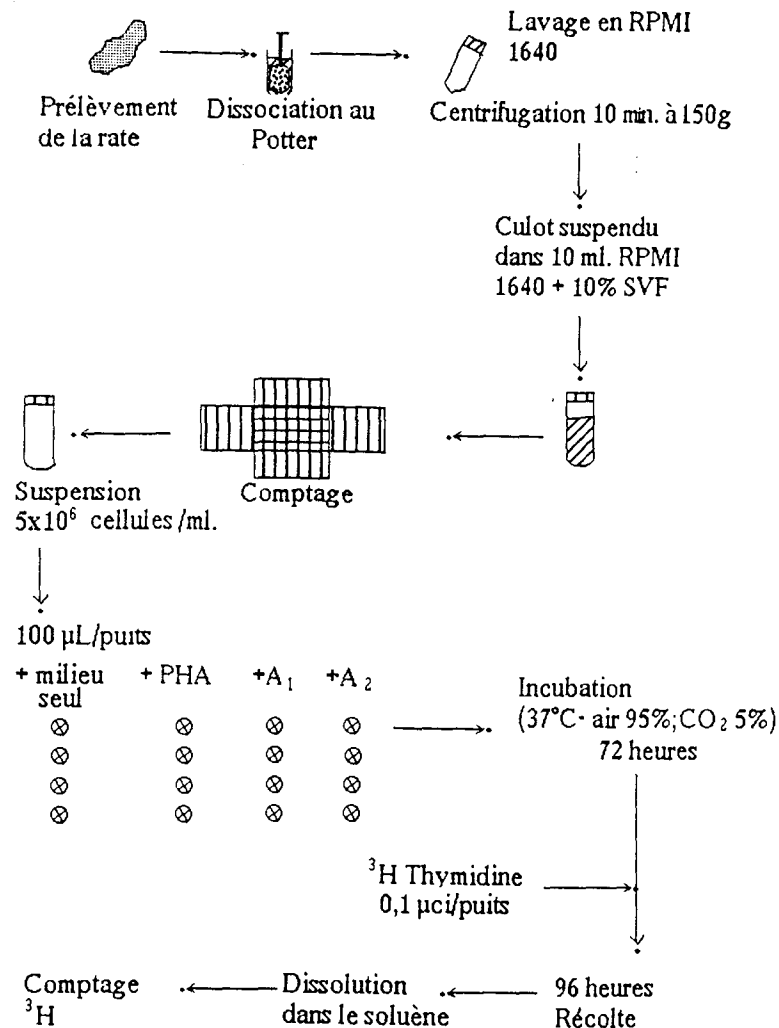 Lavage en RPMI
1640
Prélèvement
de la rate
Dissociation au
Potter
Centrifugation 10 min. à 150g
Culot suspendu
dans 10 ml. RPMI
1640 + 10% SVF
Suspension
5x10⁶ cellules/ml.
Comptage
100 µL/puits
+ milieu
seul
+ PHA
+A₁
+A₂
Incubation
(37°C- air 95%;CO₂ 5%)
72 heures
³H Thymidine
0,1 µci/puits
Comptage
³H
Dissolution
dans le soluène
96 heures
Récolte